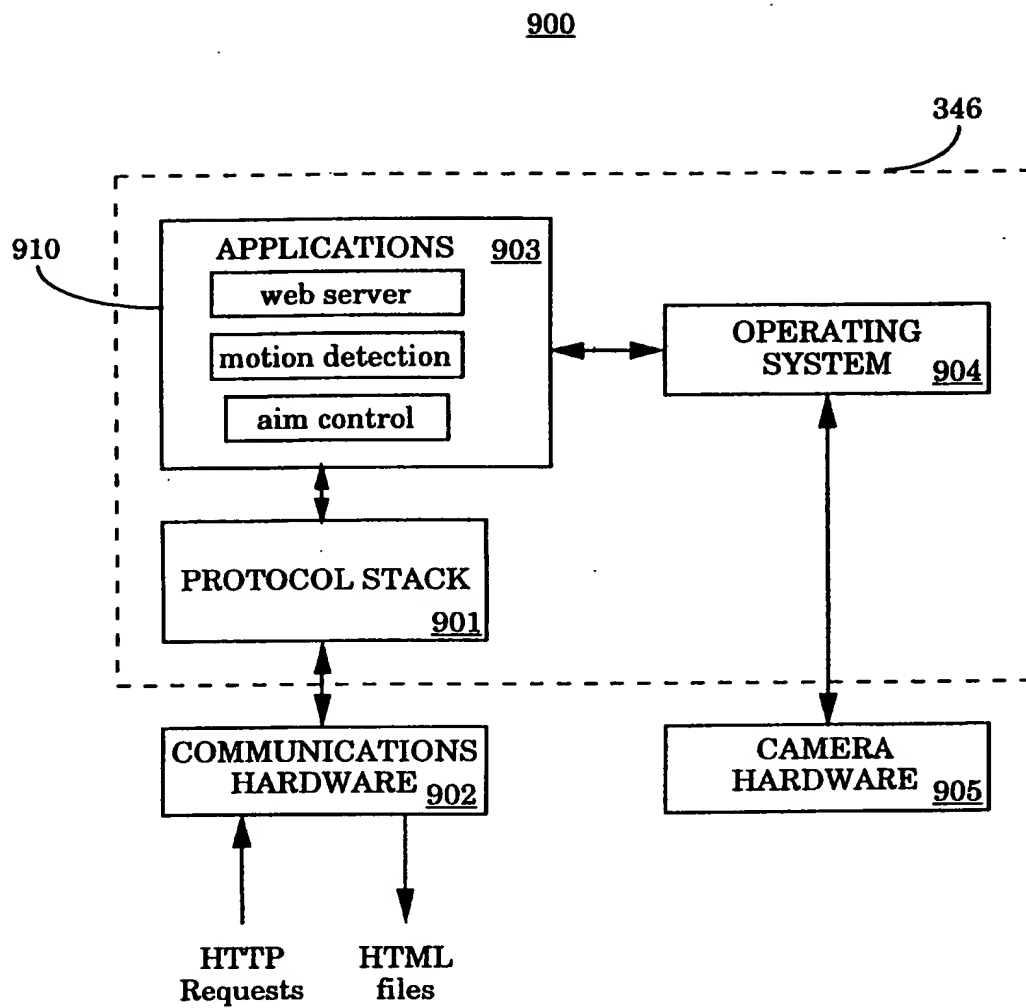 900
346
910
APPLICATIONS 903
web server
motion detection
aim control
OPERATING
SYSTEM 904
PROTOCOL STACK
901
COMMUNICATIONS
HARDWARE 902
CAMERA
HARDWARE 905
HTTP
Requests
HTML
files